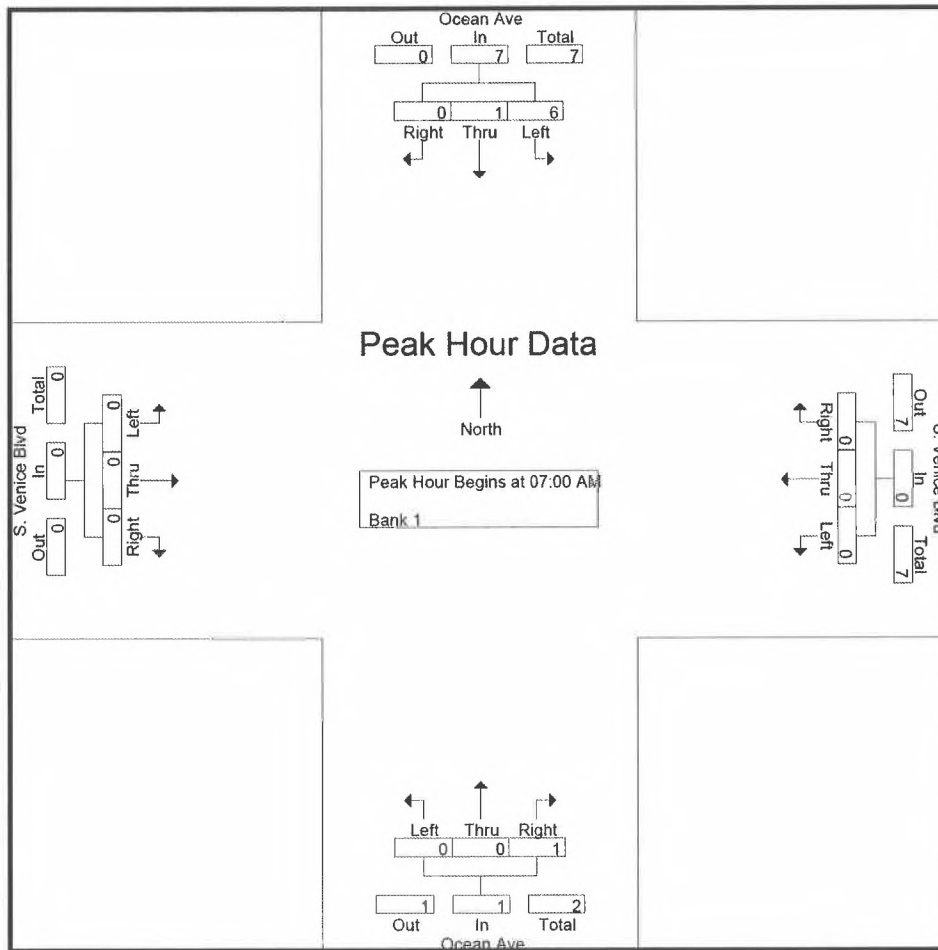 Ocean Ave
Out In Total
0 7 7
0 1 6
Right Thru Left
Peak Hour Data
North
Peak Hour Begins at 07:00 AM
Bank 1
S. Venice Blvd
Total In Out
0 0 0
0 0 0
Left Thru Right
Right Thru Left
0 0 0
7 0 7
Out In Total
Left Thru Right
0 0 1
1 1 2
Out In Total
Ocean Ave